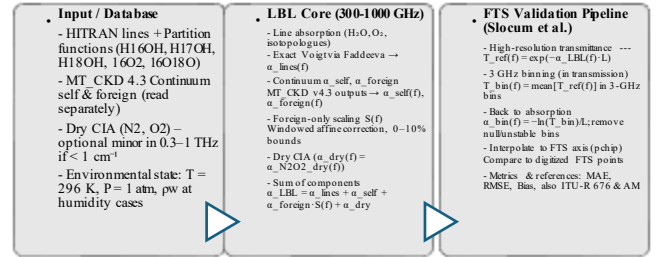 • Input / Database
- HITRAN lines + Partition
functions (H16OH, H17OH,
H18OH, 16O2, 16O18O)
- MT_CKD 4.3 Continuum
self & foreign (read
separately)
- Dry CIA (N2, O2) –
optional minor in 0.3–1 THz
if < 1 cm⁻¹
- Environmental state: T =
296 K, P = 1 atm, ρw at
humidity cases
• LBL Core (300-1000 GHz)
- Line absorption (H₂O, O₂,
isotopologues)
- Exact Voigt via Faddeeva →
α_lines(f)
- Continuum α_self, α_foreign
MT_CKD v4.3 outputs → α_self(f),
α_foreign(f)
- Foreign-only scaling S(f)
Windowed affine correction, 0–10%
bounds
- Dry CIA (α_dry(f) =
α_N2O2_dry(f))
- Sum of components
α_LBL = α_lines + α_self +
α_foreign·S(f) + α_dry
• FTS Validation Pipeline
(Slocum et al.)
- High-resolution transmittance ---
T_ref(f) = exp(−α_LBL(f)·L)
- 3 GHz binning (in transmission)
T_bin(f) = mean[T_ref(f)] in 3-GHz
bins
- Back to absorption
α_bin(f) = −ln(T_bin)/L; remove
null/unstable bins
- Interpolate to FTS axis (pchip)
Compare to digitized FTS points
- Metrics & references: MAE,
RMSE, Bias, also ITU-R 676 & AM